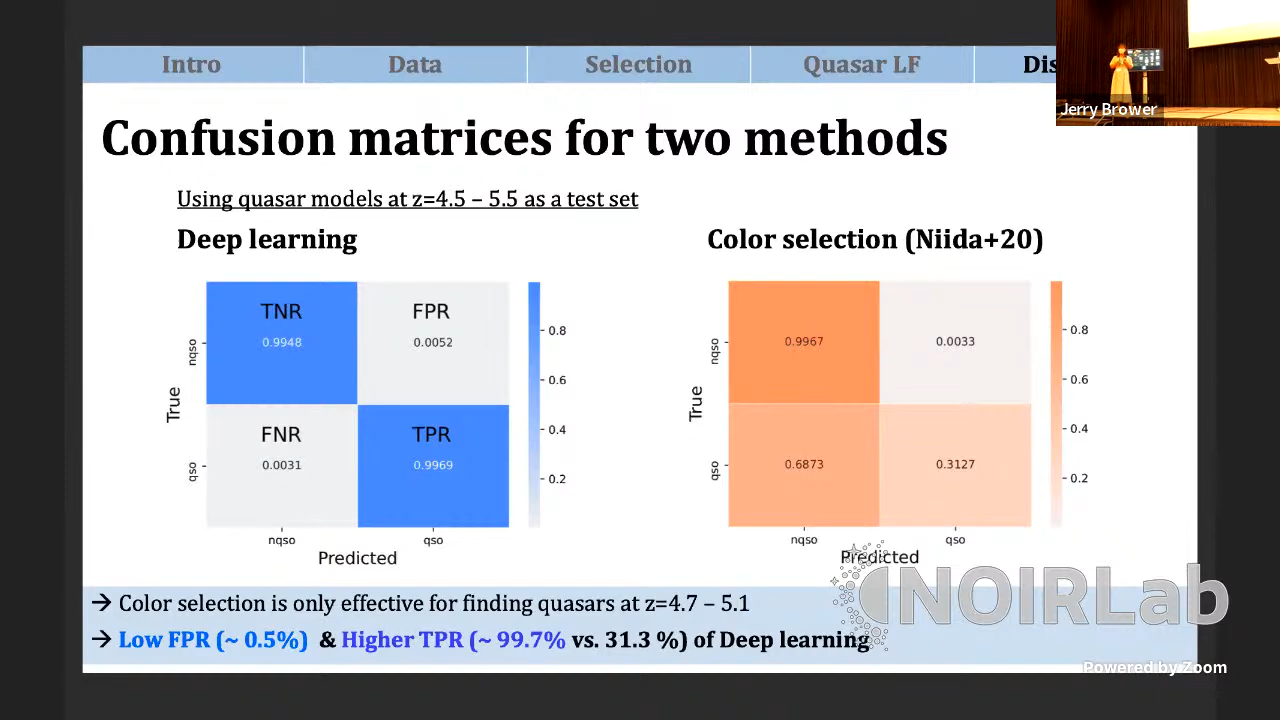 Intro
Data
Selection
Quasar LF
Dis
Jerry Brower
Confusion matrices for two methods
Using quasar models at z=4.5 – 5.5 as a test set
Deep learning
Color selection (Niida+20)
TNR
FPR
0.9948
0.0052
FNR
TPR
0.0031
0.9969
nqso
qso
True
nqso
qso
Predicted
0.8
0.6
0.4
0.2
0.9967
0.0033
0.6873
0.3127
nqso
qso
True
nqso
qso
Predicted
0.8
0.6
0.4
0.2
→ Color selection is only effective for finding quasars at z=4.7 – 5.1
→ Low FPR (~ 0.5%) & Higher TPR (~ 99.7% vs. 31.3 %) of Deep learning
NOIRLab
Powered by Zoom